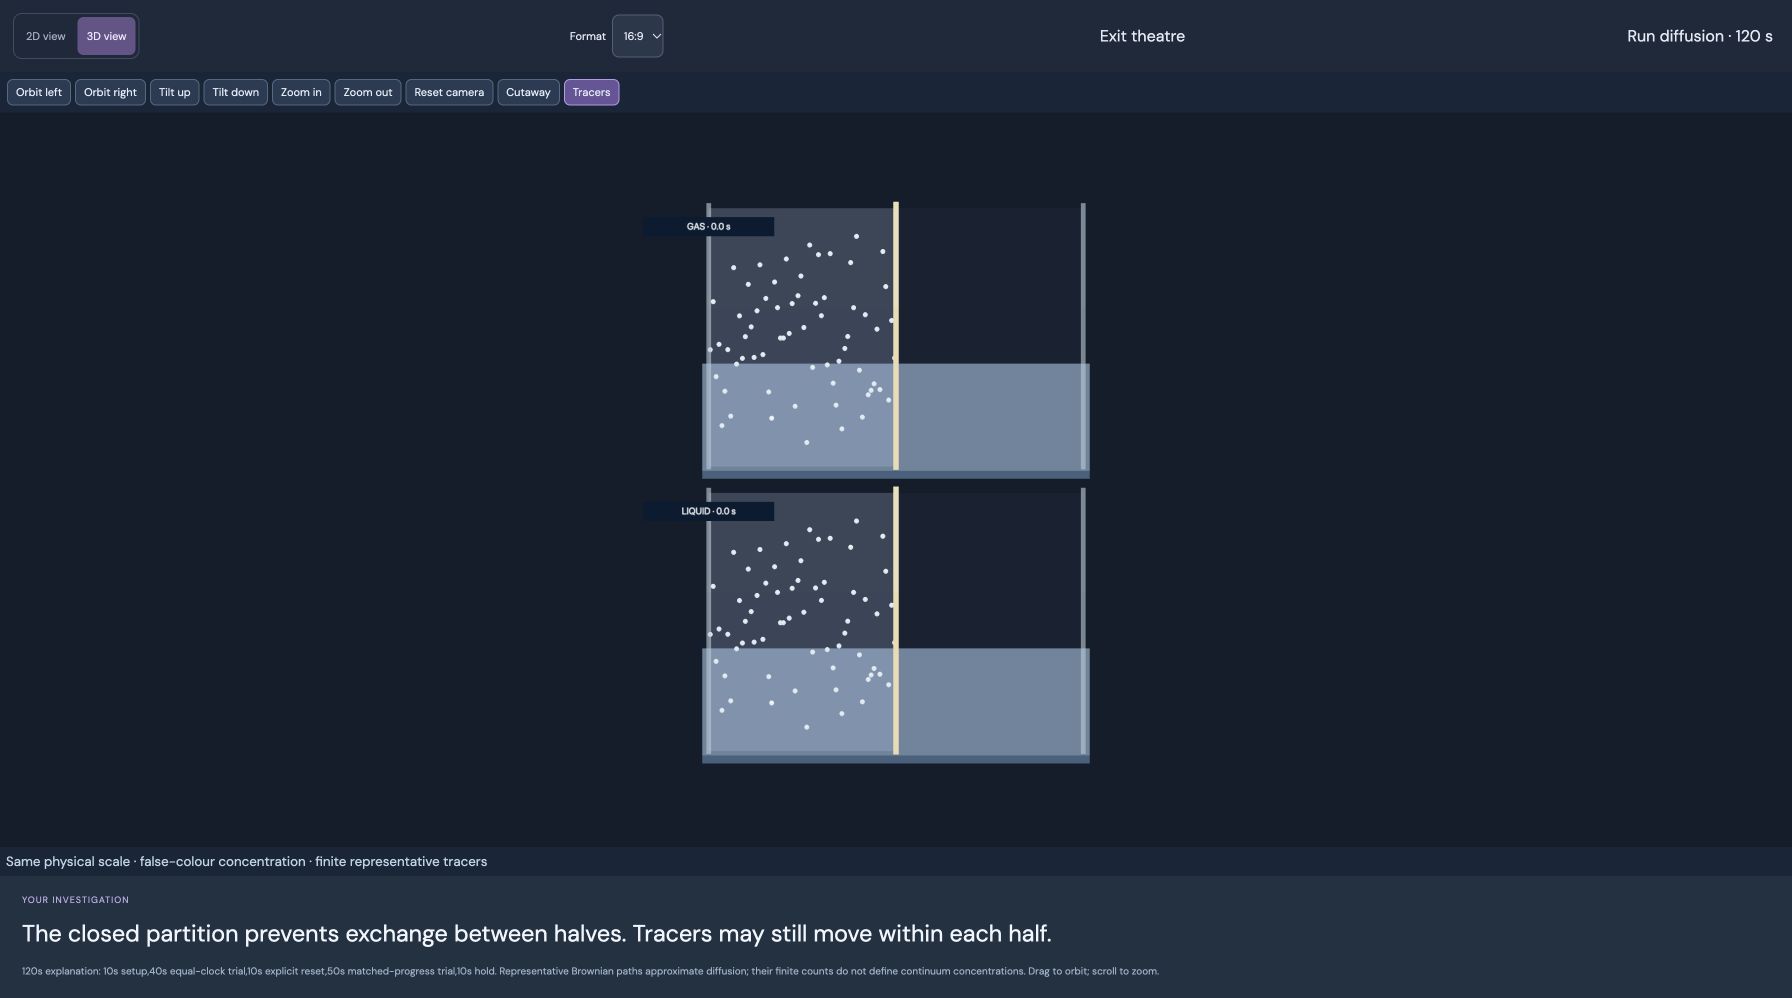 2D view 3D view Format 16:9 Exit theatre Run diffusion · 120 s
Orbit left Orbit right Tilt up Tilt down Zoom in Zoom out Reset camera Cutaway Tracers
GAS · 0.0 s
LIQUID · 0.0 s
Same physical scale · false-colour concentration · finite representative tracers
YOUR INVESTIGATION
The closed partition prevents exchange between halves. Tracers may still move within each half.
120s explanation: 10s setup,40s equal-clock trial,10s explicit reset,50s matched-progress trial,10s hold. Representative Brownian paths approximate diffusion; their finite counts do not define continuum concentrations. Drag to orbit; scroll to zoom.